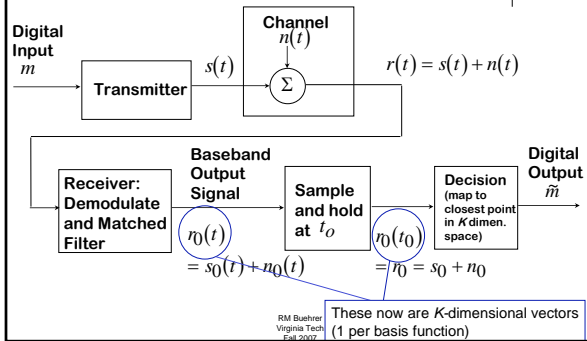 Digital
Input
m
Transmitter
s(t)
Channel
n(t)
Σ
r(t) = s(t) + n(t)
Receiver:
Demodulate
and Matched
Filter
Baseband
Output
Signal
r₀(t)
= s₀(t) + n₀(t)
Sample
and hold
at t₀
r₀(t₀)
= r₀ = s₀ + n₀
Decision
(map to
closest point
in K dimen.
space)
Digital
Output
m̃
RM Buehrer
Virginia Tech
Fall 2007
These now are K-dimensional vectors
(1 per basis function)